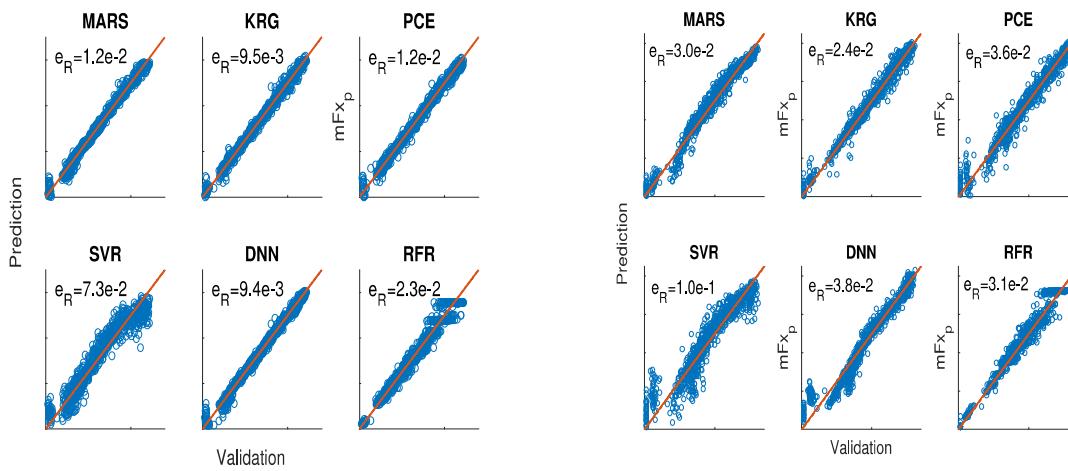 MARS
KRG
PCE
e_R=1.2e-2
e_R=9.5e-3
e_R=1.2e-2
mFx_p
SVR
DNN
RFR
e_R=7.3e-2
e_R=9.4e-3
e_R=2.3e-2
Prediction
Validation
MARS
KRG
PCE
e_R=3.0e-2
e_R=2.4e-2
e_R=3.6e-2
mFx_p
mFx_p
SVR
DNN
RFR
e_R=1.0e-1
e_R=3.8e-2
e_R=3.1e-2
mFx_p
mFx_p
Prediction
Validation